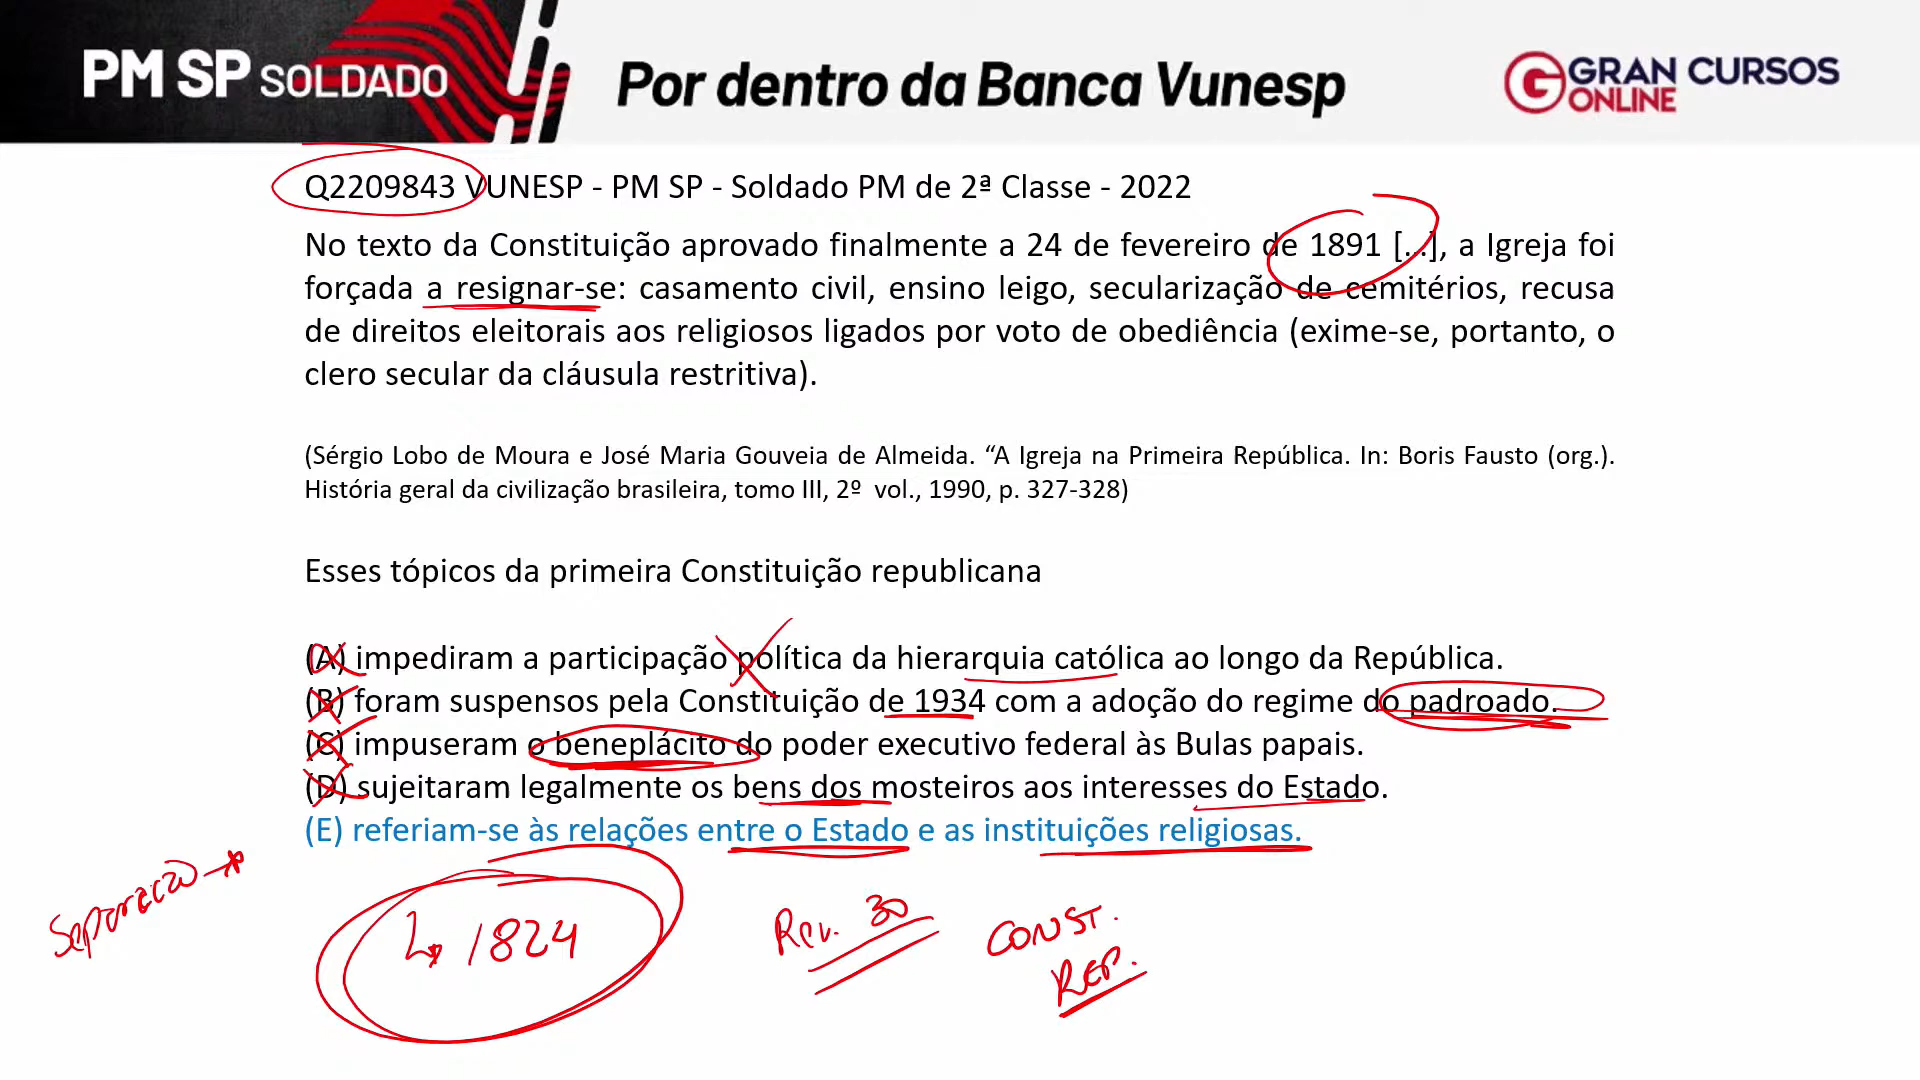 PM SP SOLDADO
Por dentro da Banca Vunesp
GRAN CURSOS
ONLINE
Q2209843 VUNESP - PM SP - Soldado PM de 2ª Classe - 2022
No texto da Constituição aprovado finalmente a 24 de fevereiro de 1891 [...], a Igreja foi
forçada a resignar-se: casamento civil, ensino leigo, secularização de cemitérios, recusa
de direitos eleitorais aos religiosos ligados por voto de obediência (exime-se, portanto, o
clero secular da cláusula restritiva).
(Sérgio Lobo de Moura e José Maria Gouveia de Almeida. “A Igreja na Primeira República. In: Boris Fausto (org.).
História geral da civilização brasileira, tomo III, 2º vol., 1990, p. 327-328)
Esses tópicos da primeira Constituição republicana
(A) impediram a participação política da hierarquia católica ao longo da República.
(B) foram suspensos pela Constituição de 1934 com a adoção do regime do padroado.
(C) impuseram o beneplácito do poder executivo federal às Bulas papais.
(D) sujeitaram legalmente os bens dos mosteiros aos interesses do Estado.
(E) referiam-se às relações entre o Estado e as instituições religiosas.
Separação
1824
Rev. 30
CONST.
REP.